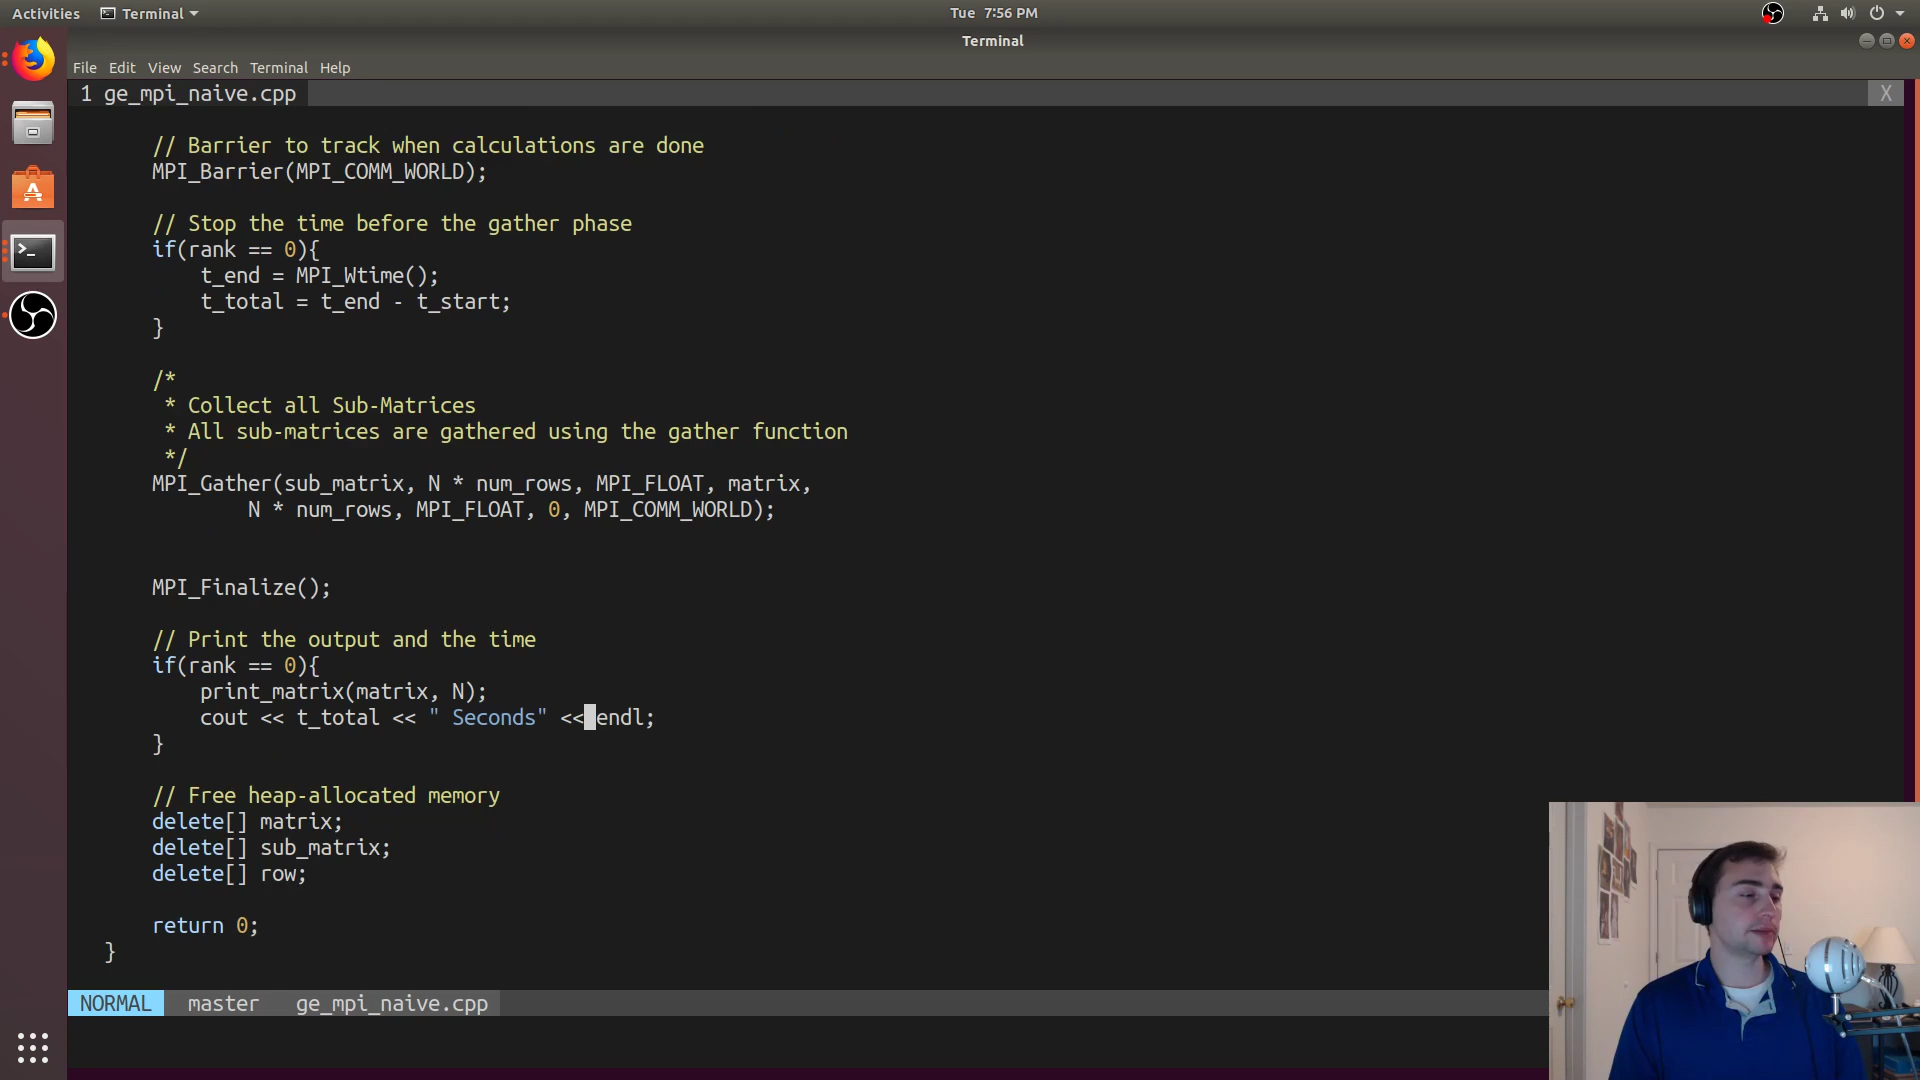 Activities Terminal Tue 7:56 PM
Terminal
File Edit View Search Terminal Help
1 ge_mpi_naive.cpp X
// Barrier to track when calculations are done
MPI_Barrier(MPI_COMM_WORLD);
// Stop the time before the gather phase
if(rank == 0){
t_end = MPI_Wtime();
t_total = t_end - t_start;
}
/*
* Collect all Sub-Matrices
* All sub-matrices are gathered using the gather function
*/
MPI_Gather(sub_matrix, N * num_rows, MPI_FLOAT, matrix,
N * num_rows, MPI_FLOAT, 0, MPI_COMM_WORLD);
MPI_Finalize();
// Print the output and the time
if(rank == 0){
print_matrix(matrix, N);
cout << t_total << " Seconds" << endl;
}
// Free heap-allocated memory
delete[] matrix;
delete[] sub_matrix;
delete[] row;
return 0;
}
NORMAL master ge_mpi_naive.cpp